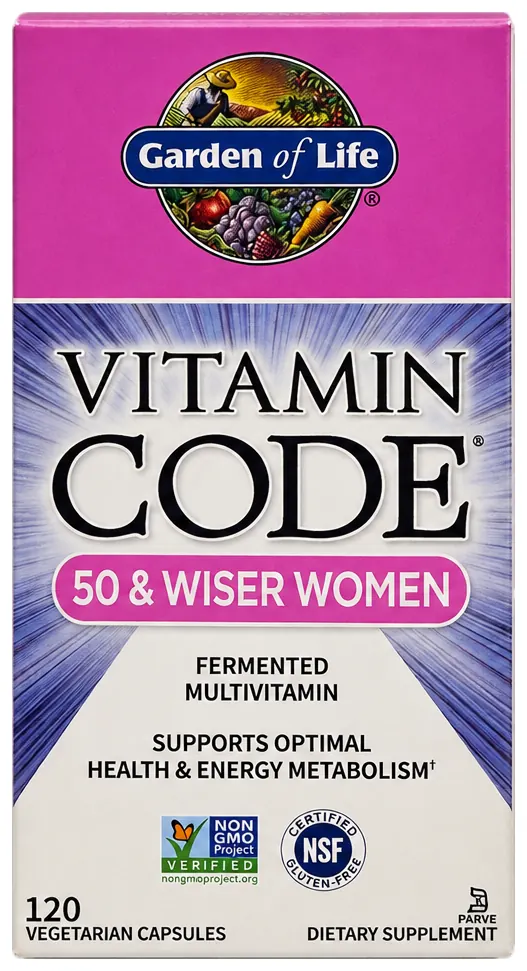 Garden of Life
®
VITAMIN
CODE®
50 & WISER WOMEN
FERMENTED
MULTIVITAMIN
SUPPORTS OPTIMAL
HEALTH & ENERGY METABOLISM†
NON
GMO
Project
VERIFIED
nongmoproject.org
CERTIFIED
NSF
GLUTEN-FREE
120
VEGETARIAN CAPSULES
K
PARVE
DIETARY SUPPLEMENT